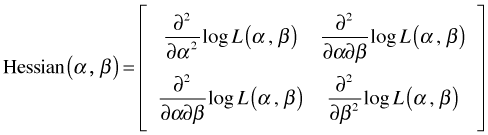 Hessian(α, β) = [ ∂²/∂α² log L(α, β)  ∂²/∂α∂β log L(α, β)
∂²/∂α∂β log L(α, β)  ∂²/∂β² log L(α, β) ]